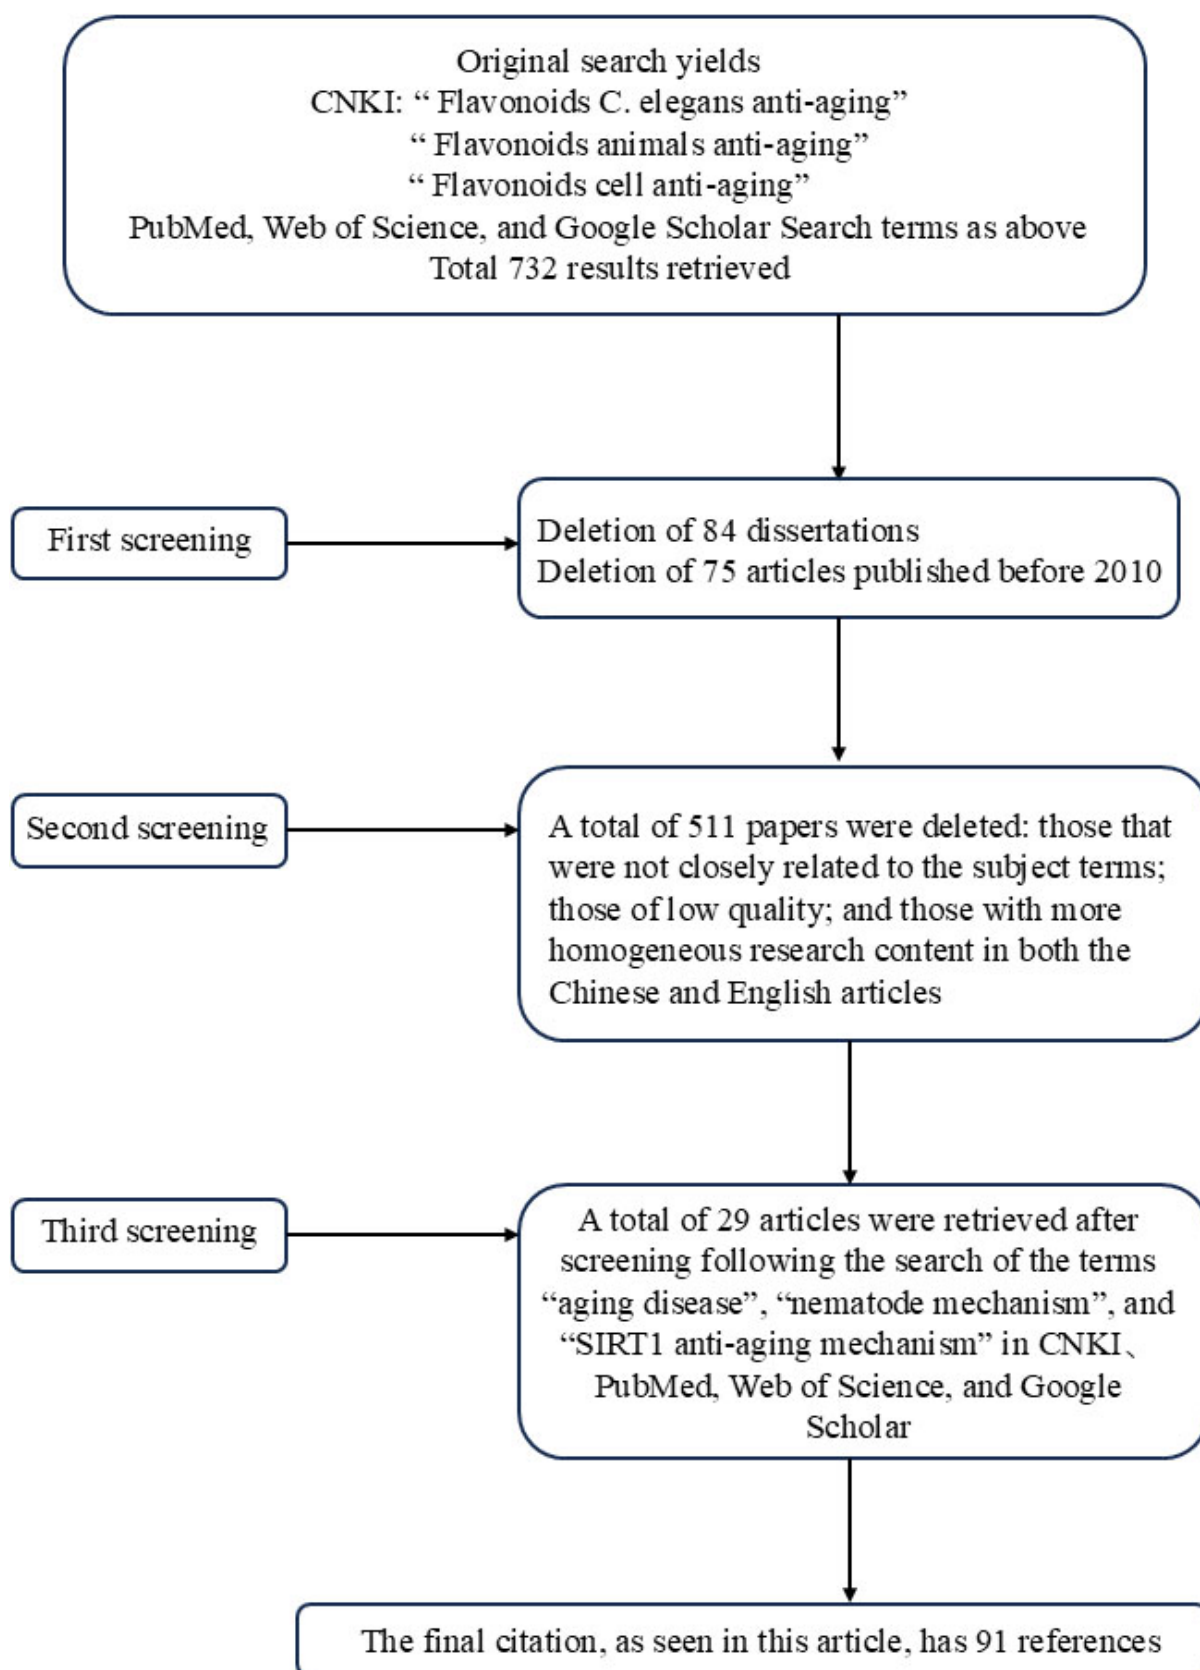 Original search yields
CNKI: “ Flavonoids C. elegans anti-aging”
“ Flavonoids animals anti-aging”
“ Flavonoids cell anti-aging”
PubMed, Web of Science, and Google Scholar Search terms as above
Total 732 results retrieved
First screening
Deletion of 84 dissertations
Deletion of 75 articles published before 2010
Second screening
A total of 511 papers were deleted: those that
were not closely related to the subject terms;
those of low quality; and those with more
homogeneous research content in both the
Chinese and English articles
Third screening
A total of 29 articles were retrieved after
screening following the search of the terms
“aging disease”, “nematode mechanism”, and
“SIRT1 anti-aging mechanism” in CNKI、
PubMed, Web of Science, and Google
Scholar
The final citation, as seen in this article, has 91 references